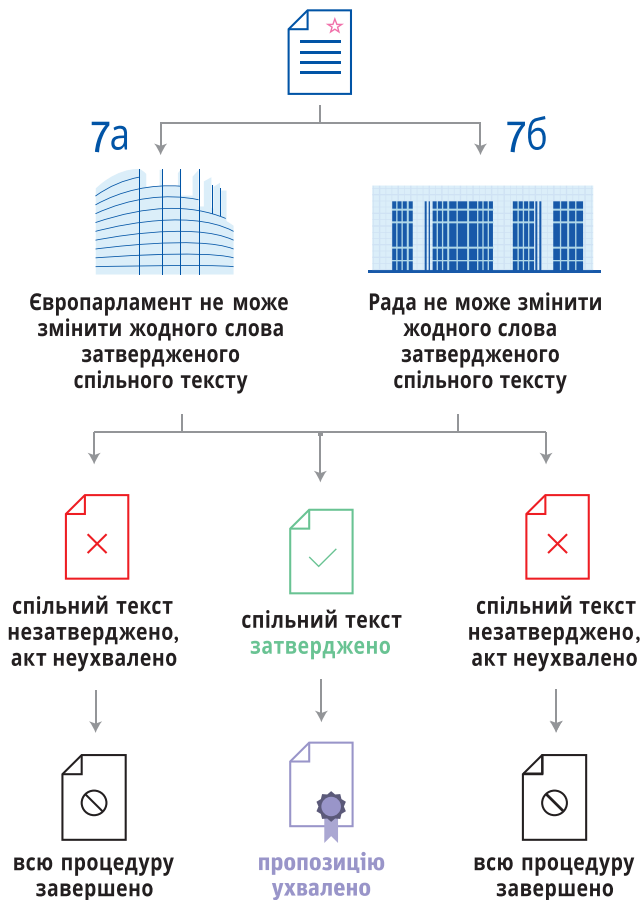 7а
7б
Європарламент не може
змінити жодного слова
затвердженого
спільного тексту
Рада не може змінити
жодного слова
затвердженого
спільного тексту
спільний текст
незатверджено,
акт неухвалено
спільний текст
затверджено
спільний текст
незатверджено,
акт неухвалено
всю процедуру
завершено
пропозицію
ухвалено
всю процедуру
завершено